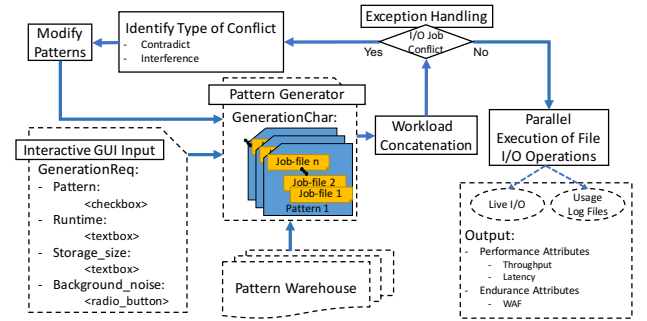 Exception Handling
Identify Type of Conflict
- Contradict
- Interference
Modify
Patterns
Yes
I/O Job
Conflict
No
Pattern Generator
GenerationChar:
Job-file n
Job-file 2
Job-file 1
Pattern 1
Workload
Concatenation
Parallel
Execution of File
I/O Operations
Interactive GUI Input
GenerationReq:
- Pattern:
<checkbox>
- Runtime:
<textbox>
- Storage_size:
<textbox>
- Background_noise:
<radio_button>
Pattern Warehouse
Live I/O
Usage
Log Files
Output:
- Performance Attributes
- Throughput
- Latency
- Endurance Attributes
- WAF